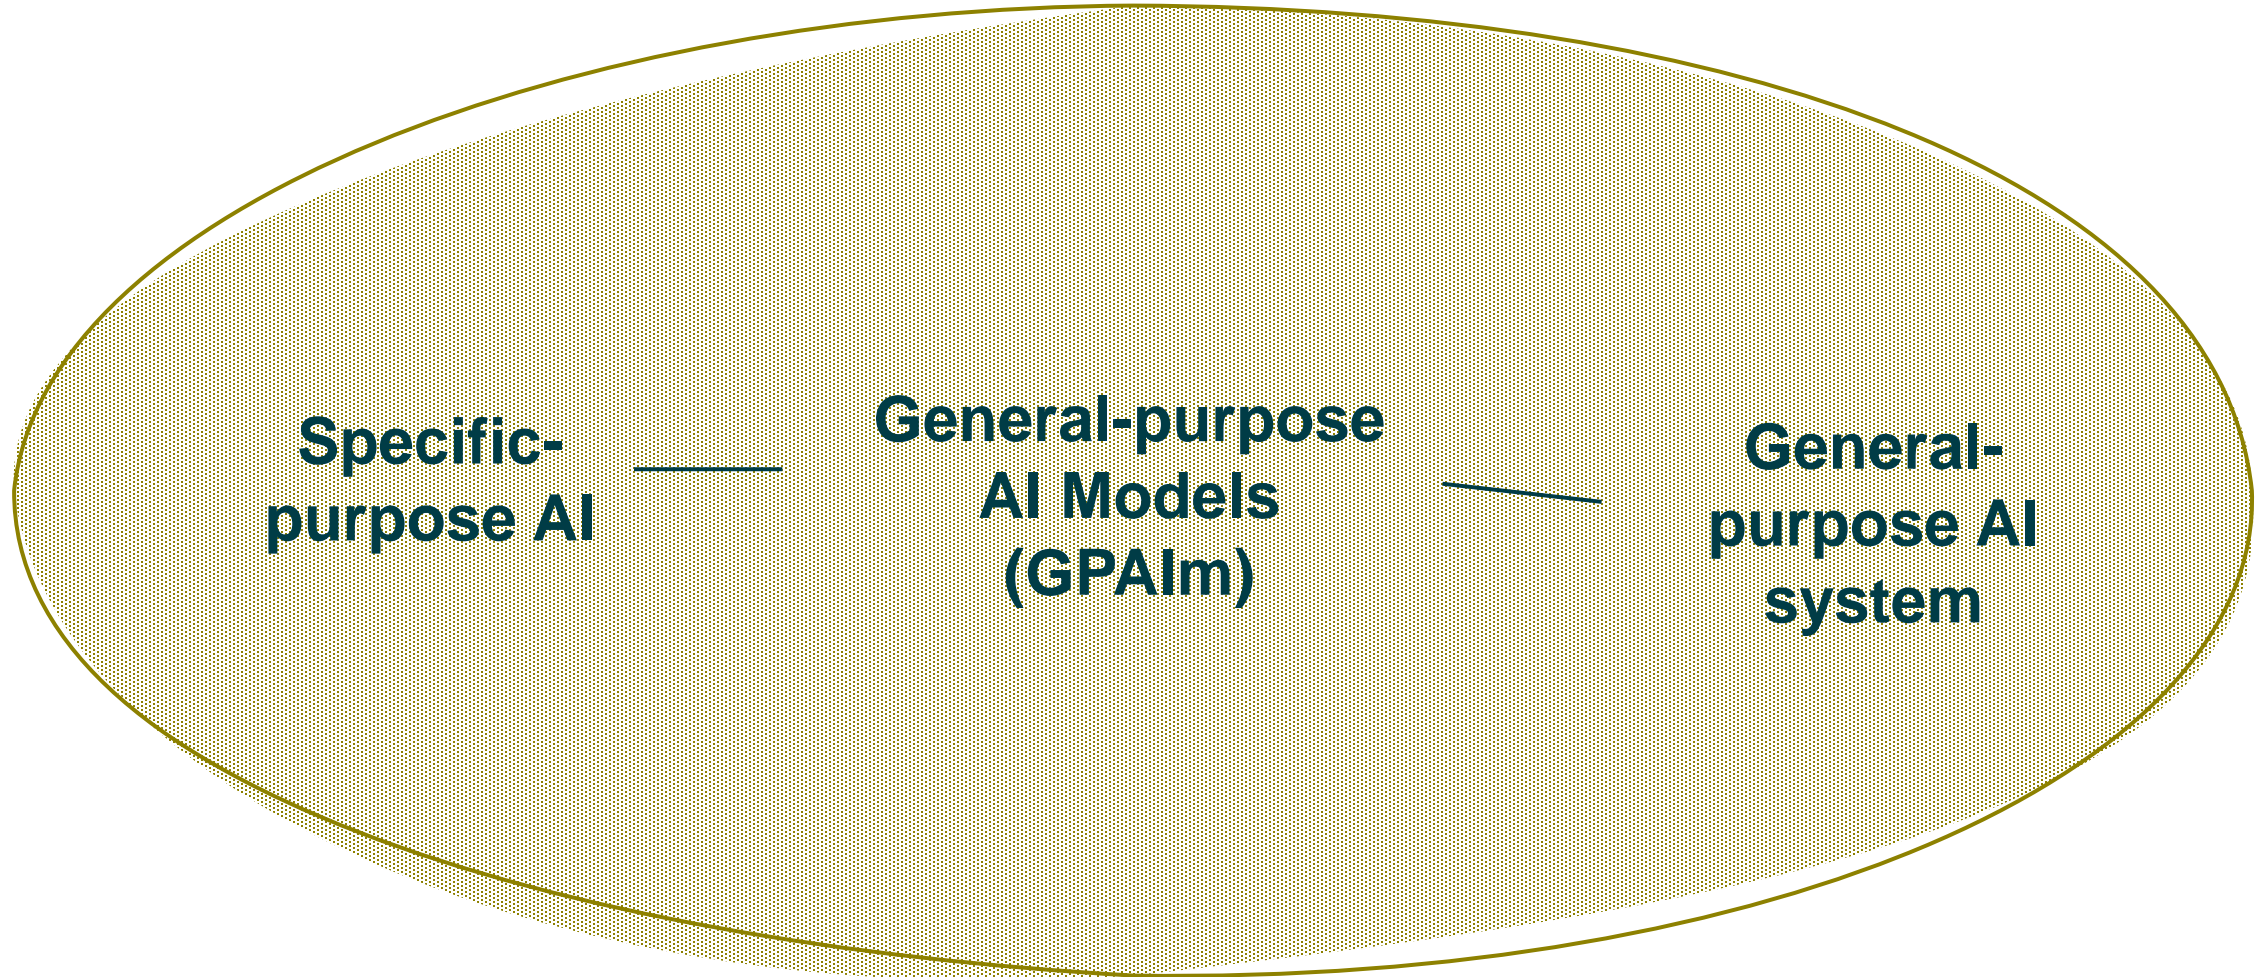 Specific-
purpose AI
General-purpose
AI Models
(GPAIm)
General-
purpose AI
system